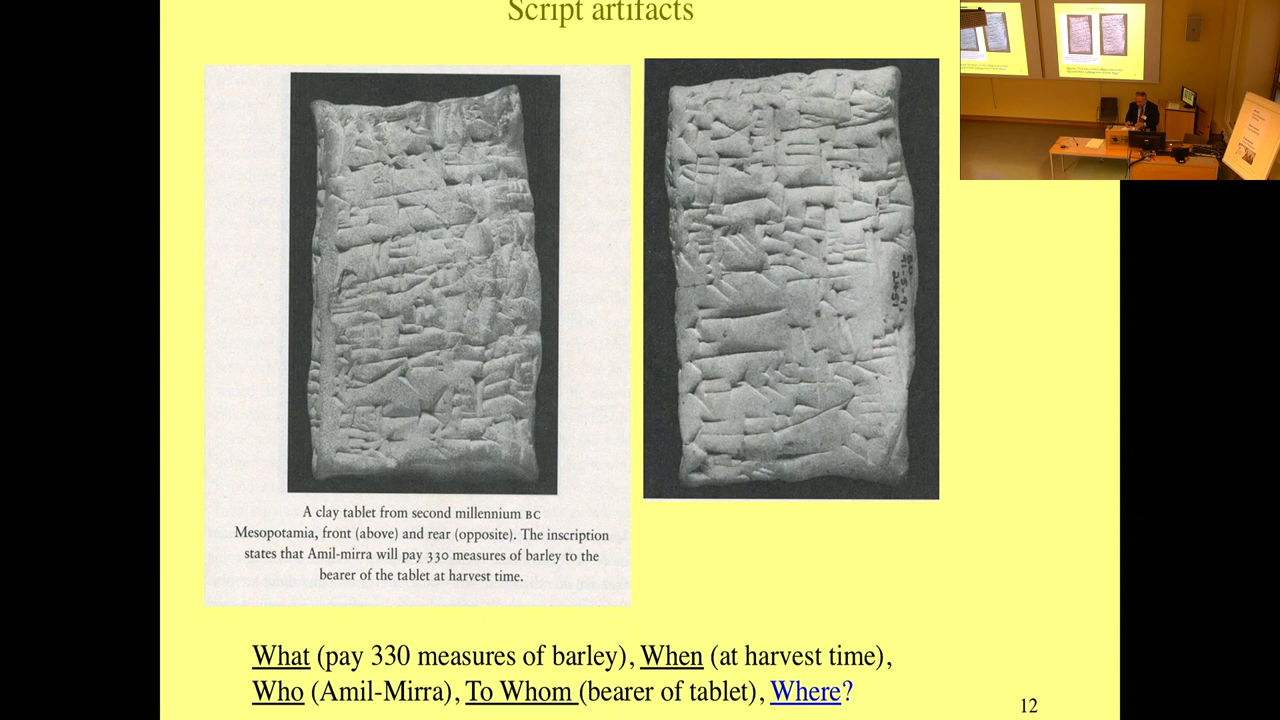 Script artifacts
A clay tablet from second millennium BC
Mesopotamia, front (above) and rear (opposite). The inscription
states that Amil-mirra will pay 330 measures of barley to the
bearer of the tablet at harvest time.
What (pay 330 measures of barley), When (at harvest time),
Who (Amil-Mirra), To Whom (bearer of tablet), Where?
12